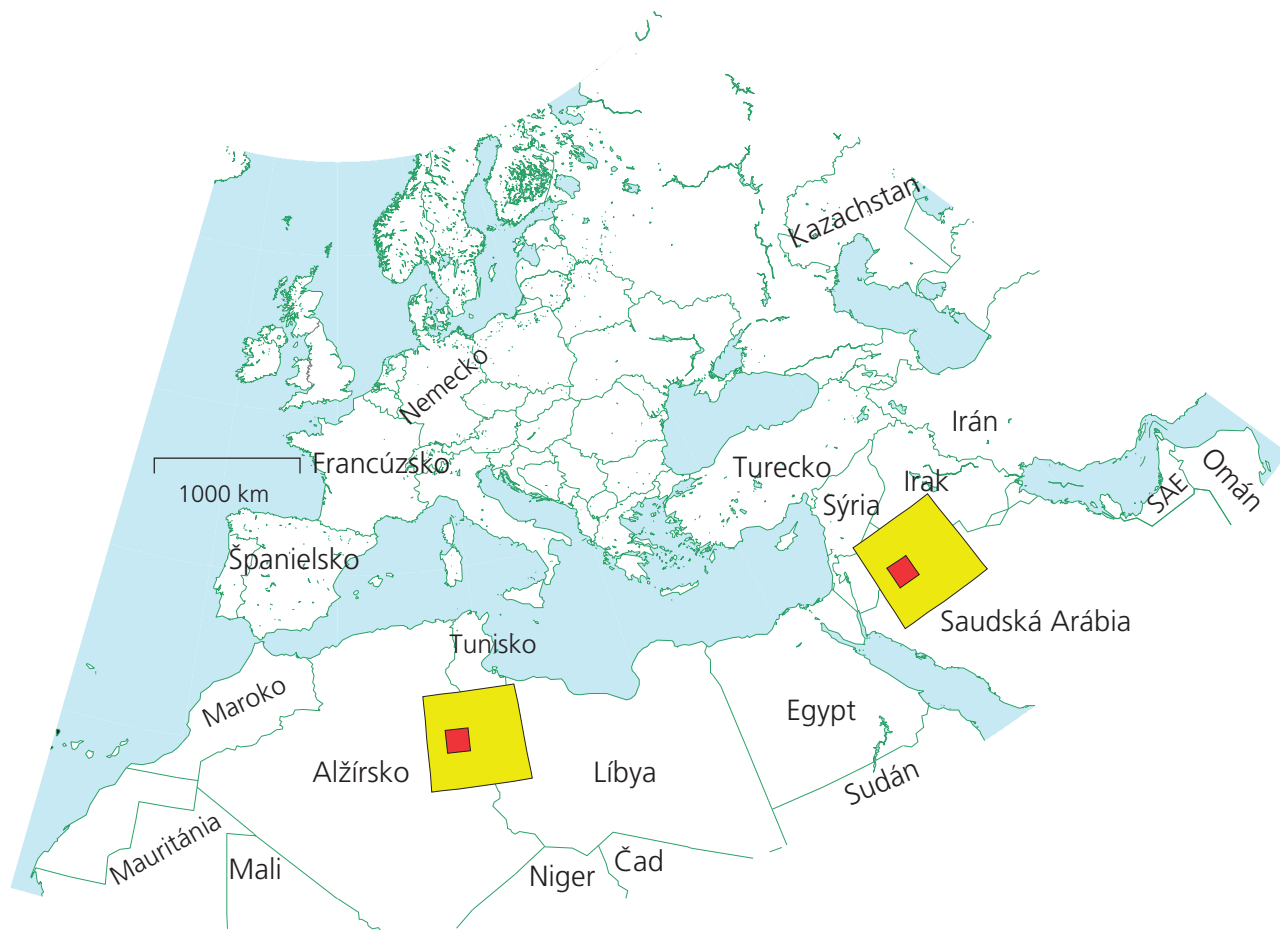 Kazachstan
Nemecko
Irán
Francúzsko
Turecko
1000 km
Irak
SAE
Omán
Sýria
Španielsko
Saudská Arábia
Tunisko
Maroko
Egypt
Alžírsko
Líbya
Sudán
Mauritánia
Mali
Niger
Čad